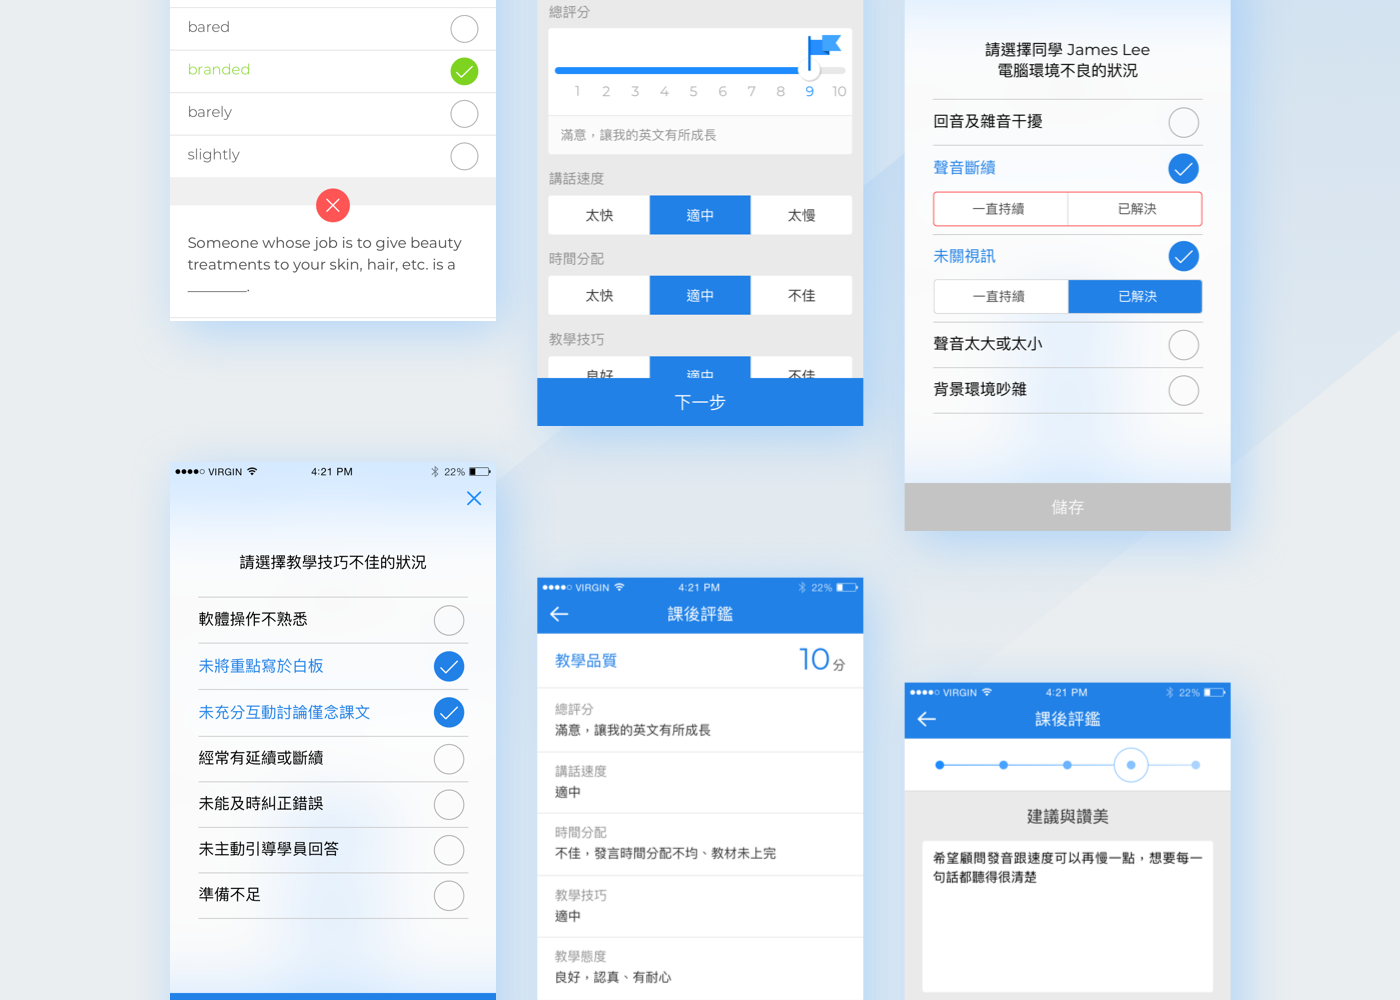 bared
branded
barely
slightly
Someone whose job is to give beauty
treatments to your skin, hair, etc. is a
________.
總評分
1 2 3 4 5 6 7 8 9 10
滿意，讓我的英文有所成長
講話速度
太快 適中 太慢
時間分配
太快 適中 不佳
教學技巧
良好 適中 不佳
下一步
請選擇同學 James Lee
電腦環境不良的狀況
回音及雜音干擾
聲音斷續
一直持續 已解決
未關視訊
一直持續 已解決
聲音太大或太小
背景環境吵雜
儲存
VIRGIN 4:21 PM 22%
請選擇教學技巧不佳的狀況
軟體操作不熟悉
未將重點寫於白板
未充分互動討論僅念課文
經常有延續或斷續
未能及時糾正錯誤
未主動引導學員回答
準備不足
VIRGIN 4:21 PM 22%
課後評鑑
教學品質 10分
總評分
滿意，讓我的英文有所成長
講話速度
適中
時間分配
不佳，發言時間分配不均、教材未上完
教學技巧
適中
教學態度
良好，認真、有耐心
VIRGIN 4:21 PM 22%
課後評鑑
建議與讚美
希望顧問發音跟速度可以再慢一點，想要每一
句話都聽得很清楚